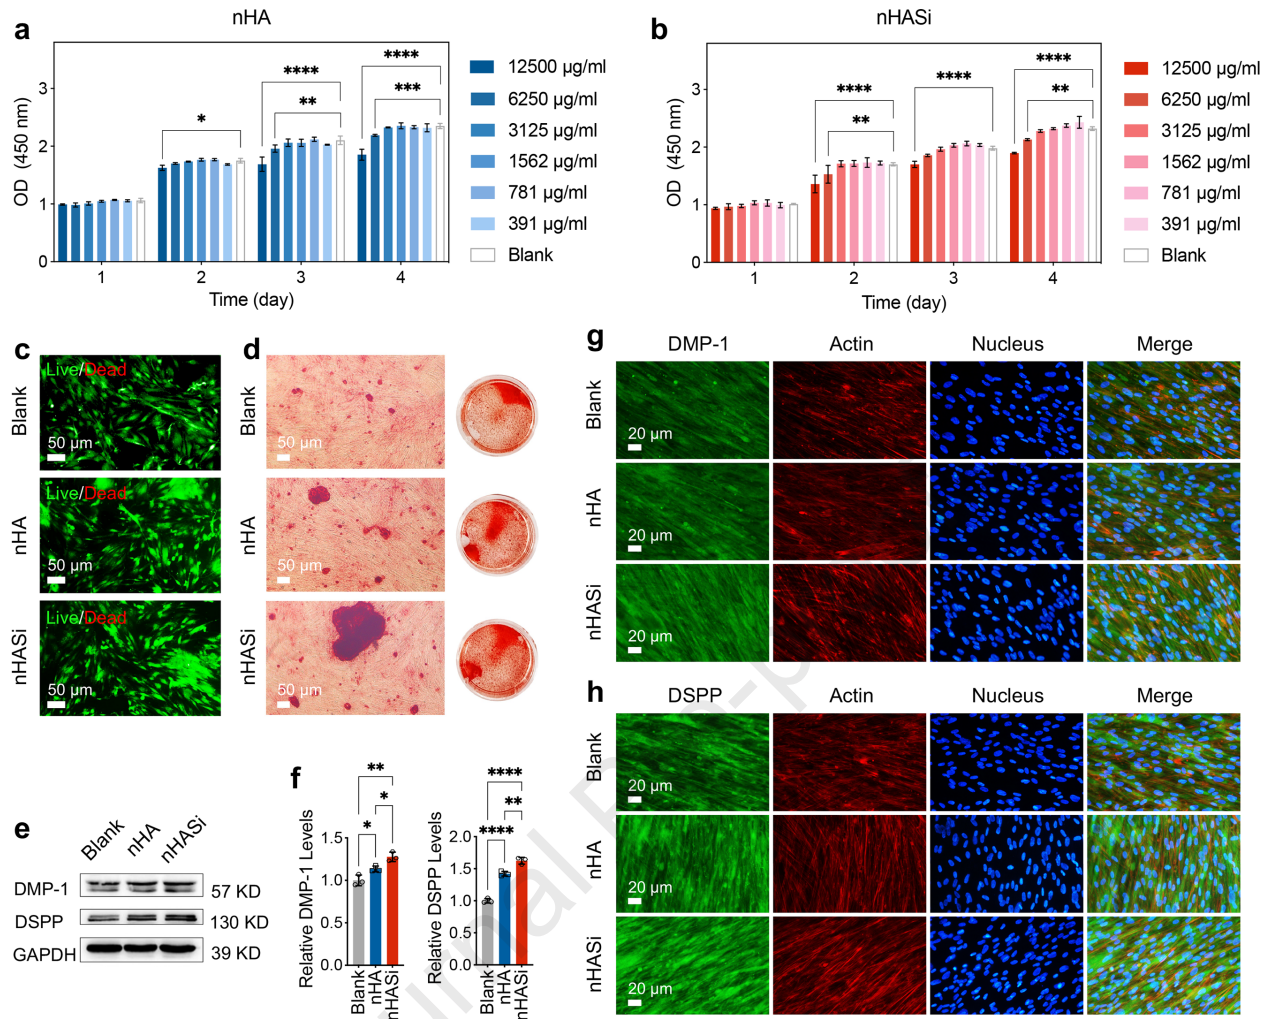 a
nHA
OD (450 nm)
3
2
1
0
* **** ** **** ***
1 2 3 4
Time (day)
12500 µg/ml
6250 µg/ml
3125 µg/ml
1562 µg/ml
781 µg/ml
391 µg/ml
Blank
b
nHASi
OD (450 nm)
3
2
1
0
**** ** **** **** **
1 2 3 4
Time (day)
12500 µg/ml
6250 µg/ml
3125 µg/ml
1562 µg/ml
781 µg/ml
391 µg/ml
Blank
c
Blank
Live/Dead
50 µm
nHA
Live/Dead
50 µm
nHASi
Live/Dead
50 µm
d
Blank
50 µm
nHA
50 µm
nHASi
50 µm
e
Blank nHA nHASi
DMP-1 57 KD
DSPP 130 KD
GAPDH 39 KD
f
Relative DMP-1 Levels
1.5
1.0
0.5
0.0
**
*
*
Blank nHA nHASi
Relative DSPP Levels
2.0
1.5
1.0
0.5
0.0
****
**
****
Blank nHA nHASi
g
DMP-1 Actin Nucleus Merge
Blank
20 µm
nHA
20 µm
nHASi
20 µm
h
DSPP Actin Nucleus Merge
Blank
20 µm
nHA
20 µm
nHASi
20 µm